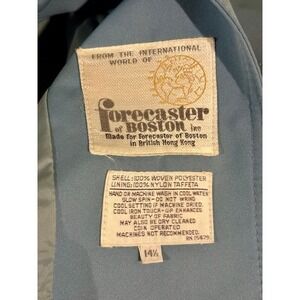 FROM THE INTERNATIONAL
WORLD OF
forecaster
of BOSTON inc
Made for Forecaster of Boston
in British Hong Kong
SHELL: 100% WOVEN POLYESTER
LINING: 100% NYLON TAFFETA
HAND OR MACHINE WASH IN COOL WATER
SLOW SPIN - DO NOT WRING
COOL SETTING IF MACHINE DRIED.
COOL IRON TOUCH-UP ENHANCES
BEAUTY OF FABRIC
MAY ALSO BE DRY CLEANED
COIN OPERATED
MACHINES NOT RECOMMENDED.
RN 15479
14½